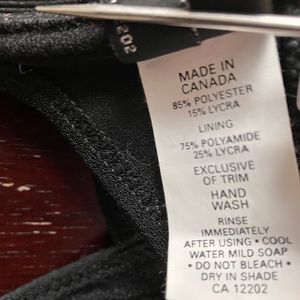 MADE IN
CANADA
85% POLYESTER
15% LYCRA
LINING
75% POLYAMIDE
25% LYCRA
EXCLUSIVE
OF TRIM
HAND
WASH
RINSE
IMMEDIATELY
AFTER USING • COOL
WATER MILD SOAP
• DO NOT BLEACH •
DRY IN SHADE
CA 12202